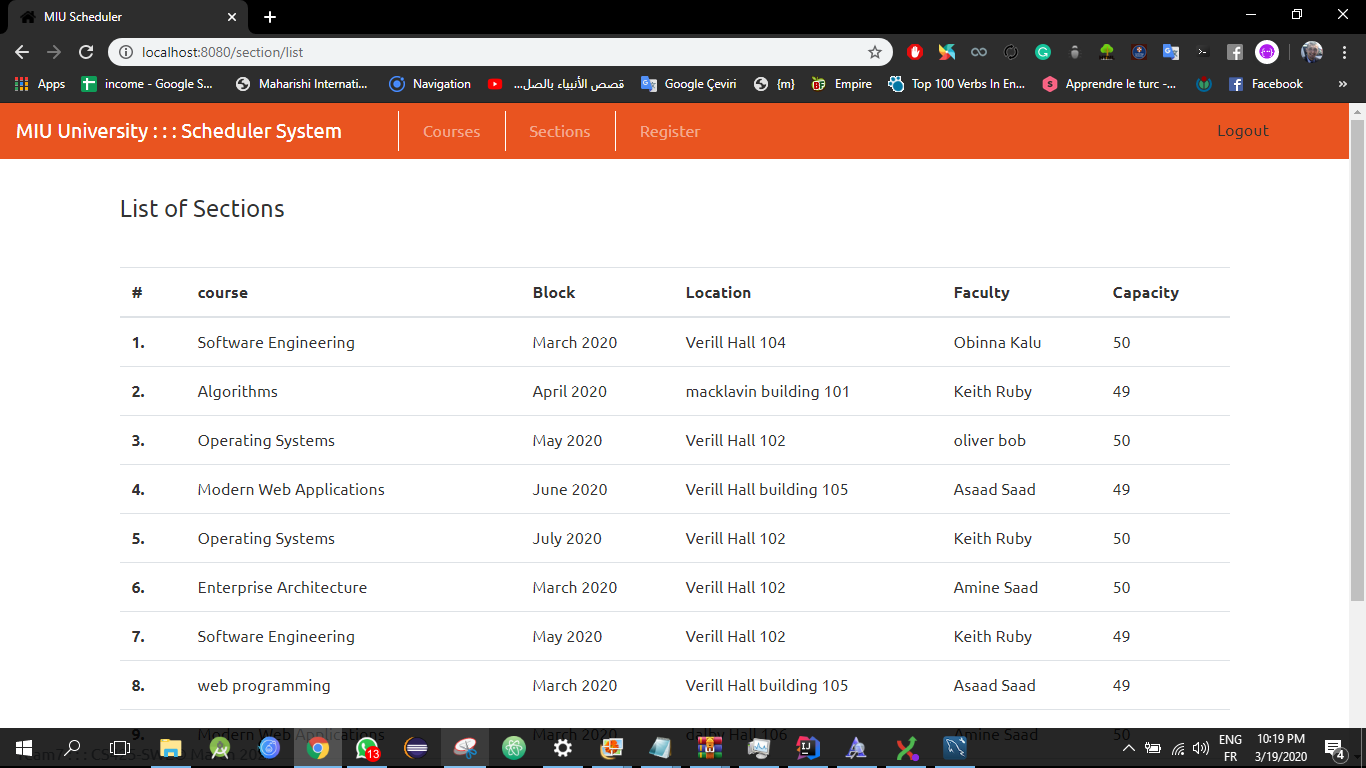 MIU Scheduler
localhost:8080/section/list
Apps income - Google S... Maharishi Internati... Navigation قصص الأنبياء بالصل... Google Çeviri {m} Empire Top 100 Verbs In En... Apprendre le turc -... Facebook »
MIU University : : : Scheduler System Courses Sections Register Logout
List of Sections
# course Block Location Faculty Capacity
1. Software Engineering March 2020 Verill Hall 104 Obinna Kalu 50
2. Algorithms April 2020 macklavin building 101 Keith Ruby 49
3. Operating Systems May 2020 Verill Hall 102 oliver bob 50
4. Modern Web Applications June 2020 Verill Hall building 105 Asaad Saad 49
5. Operating Systems July 2020 Verill Hall 102 Keith Ruby 50
6. Enterprise Architecture March 2020 Verill Hall 102 Amine Saad 50
7. Software Engineering May 2020 Verill Hall 102 Keith Ruby 49
8. web programming March 2020 Verill Hall building 105 Asaad Saad 49
9. Modern Web Applications March 2020 dalby Hall 106 Amine Saad 50
13
ENG 10:19 PM
FR 3/19/2020 4